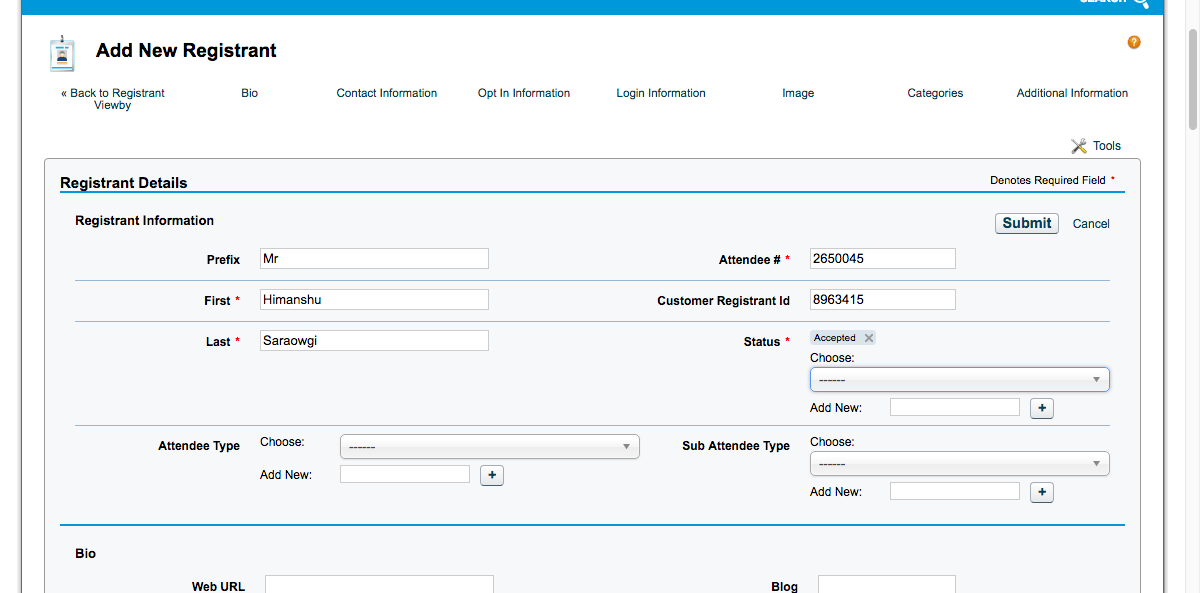 SEARCH
Add New Registrant
?
« Back to Registrant Viewby
Bio
Contact Information
Opt In Information
Login Information
Image
Categories
Additional Information
Tools
Registrant Details
Denotes Required Field *
Registrant Information
Submit
Cancel
Prefix
Mr
Attendee # *
2650045
First *
Himanshu
Customer Registrant Id
8963415
Last *
Saraowgi
Status *
Accepted
Choose:
------
Add New:
+
Attendee Type
Choose:
------
Add New:
+
Sub Attendee Type
Choose:
------
Add New:
+
Bio
Web URL
Blog